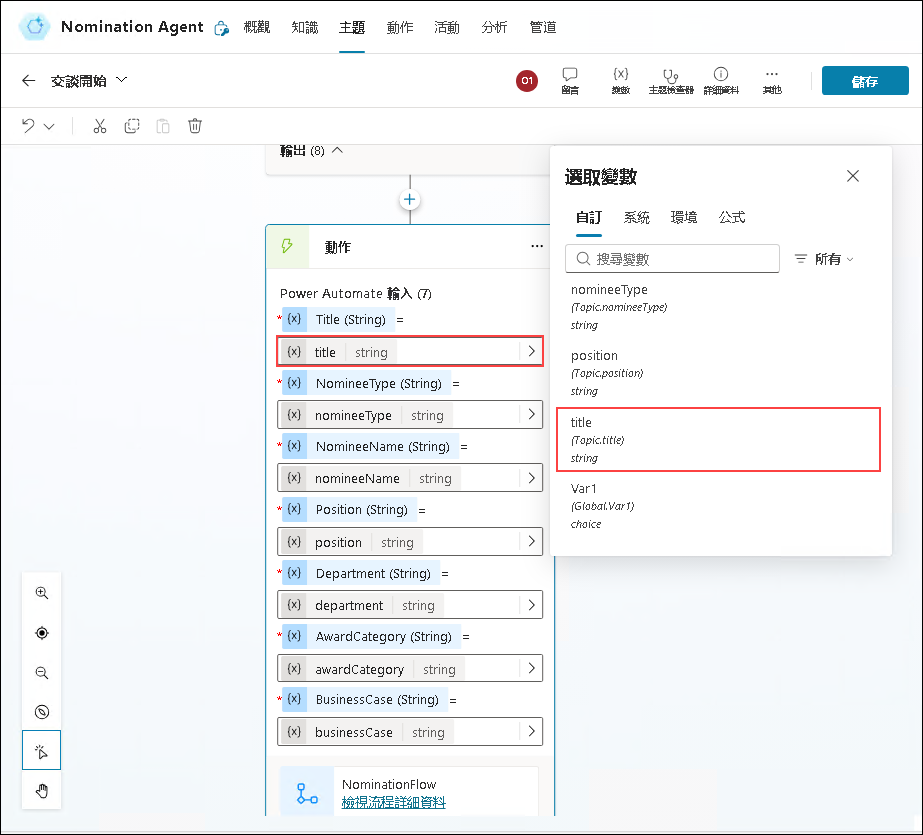 Nomination Agent 概觀 知識 主題 動作 活動 分析 管道
交談開始 01 留言 變數 主題檢查器 詳細資料 其他 儲存
輸出 (8)
動作
Power Automate 輸入 (7)
* {x} Title (String) =
{x} title string
* {x} NomineeType (String) =
{x} nomineeType string
* {x} NomineeName (String) =
{x} nomineeName string
* {x} Position (String) =
{x} position string
* {x} Department (String) =
{x} department string
* {x} AwardCategory (String) =
{x} awardCategory string
* {x} BusinessCase (String) =
{x} businessCase string
NominationFlow
檢視流程詳細資料
選取變數
自訂 系統 環境 公式
搜尋變數 所有
nomineeType
(Topic.nomineeType)
string
position
(Topic.position)
string
title
(Topic.title)
string
Var1
(Global.Var1)
choice